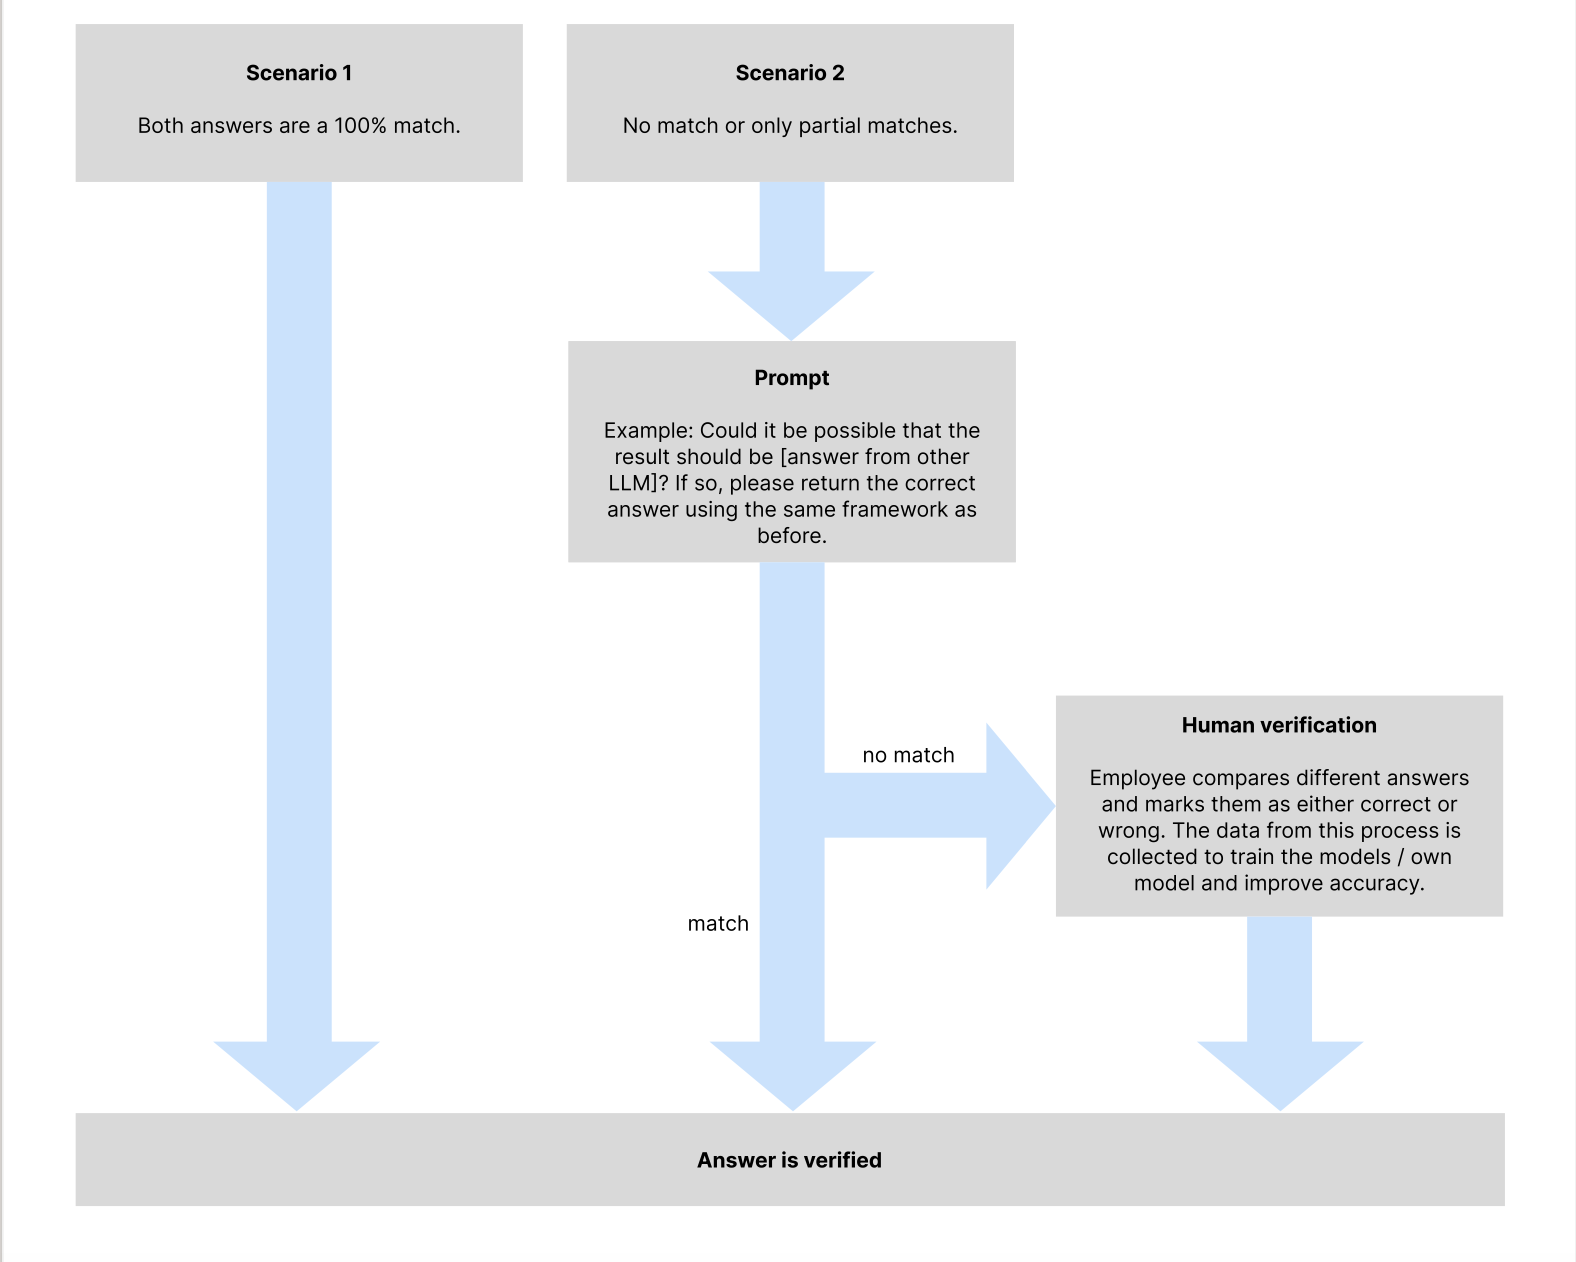 Scenario 1
Both answers are a 100% match.
Scenario 2
No match or only partial matches.
Prompt
Example: Could it be possible that the
result should be [answer from other
LLM]? If so, please return the correct
answer using the same framework as
before.
no match
Human verification
Employee compares different answers
and marks them as either correct or
wrong. The data from this process is
collected to train the models / own
model and improve accuracy.
match
Answer is verified